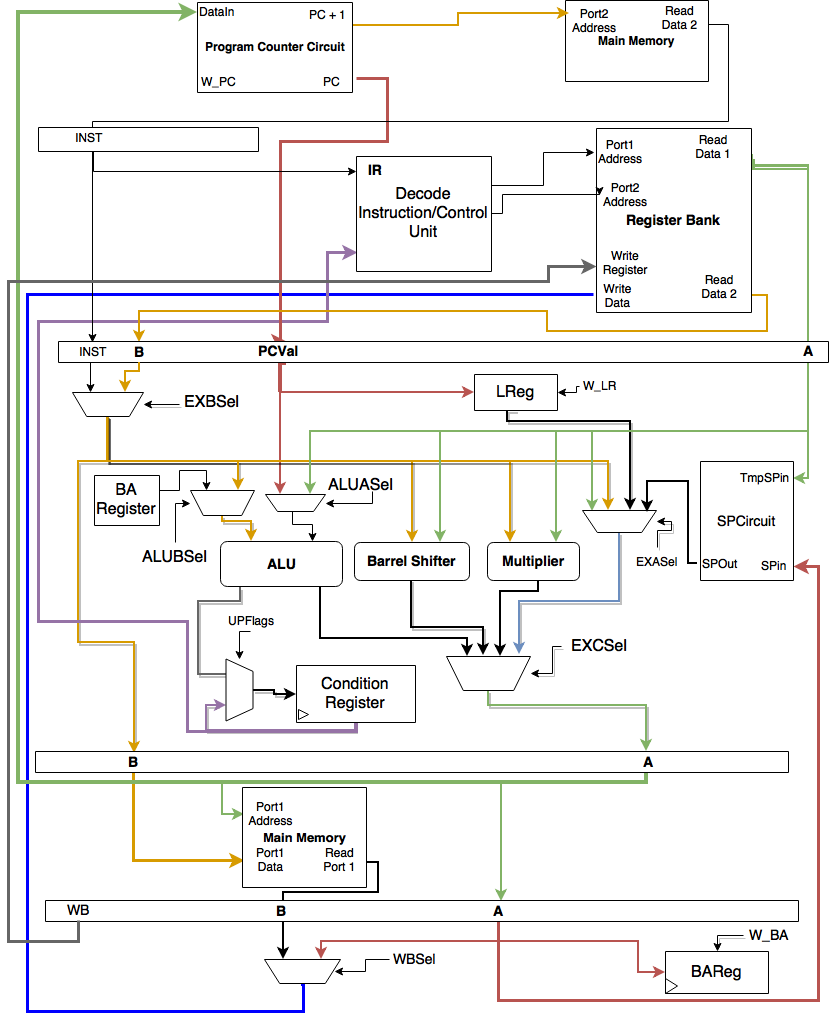 DataIn
PC + 1
Program Counter Circuit
W_PC
PC
Port2
Address
Read
Data 2
Main Memory
INST
IR
Decode
Instruction/Control
Unit
Port1
Address
Read
Data 1
Port2
Address
Register Bank
Write
Register
Write
Data
Read
Data 2
INST
B
PCVal
A
EXBSel
LReg
W_LR
BA
Register
ALUASel
TmpSPin
SPCircuit
SPOut
SPin
ALUBSel
ALU
Barrel Shifter
Multiplier
EXASel
UPFlags
EXCSel
Condition
Register
B
A
Port1
Address
Main Memory
Port1
Data
Read
Port 1
WB
B
A
WBSel
W_BA
BAReg